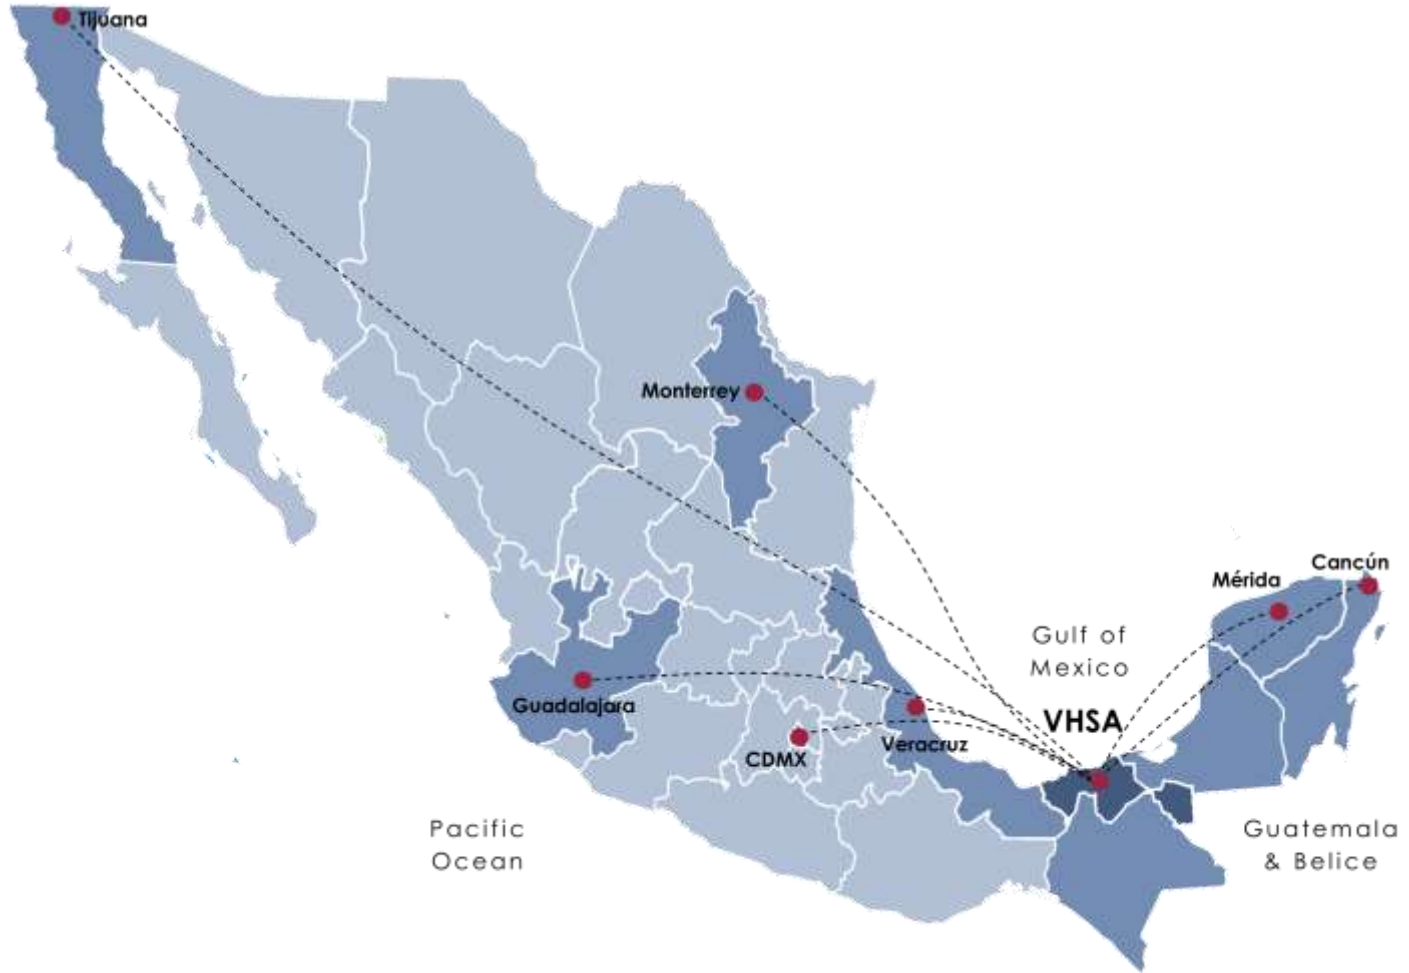 Tijuana
Monterrey
Cancún
Mérida
Gulf of
Mexico
VHSA
Guadalajara
Veracruz
CDMX
Pacific
Ocean
Guatemala
& Belice